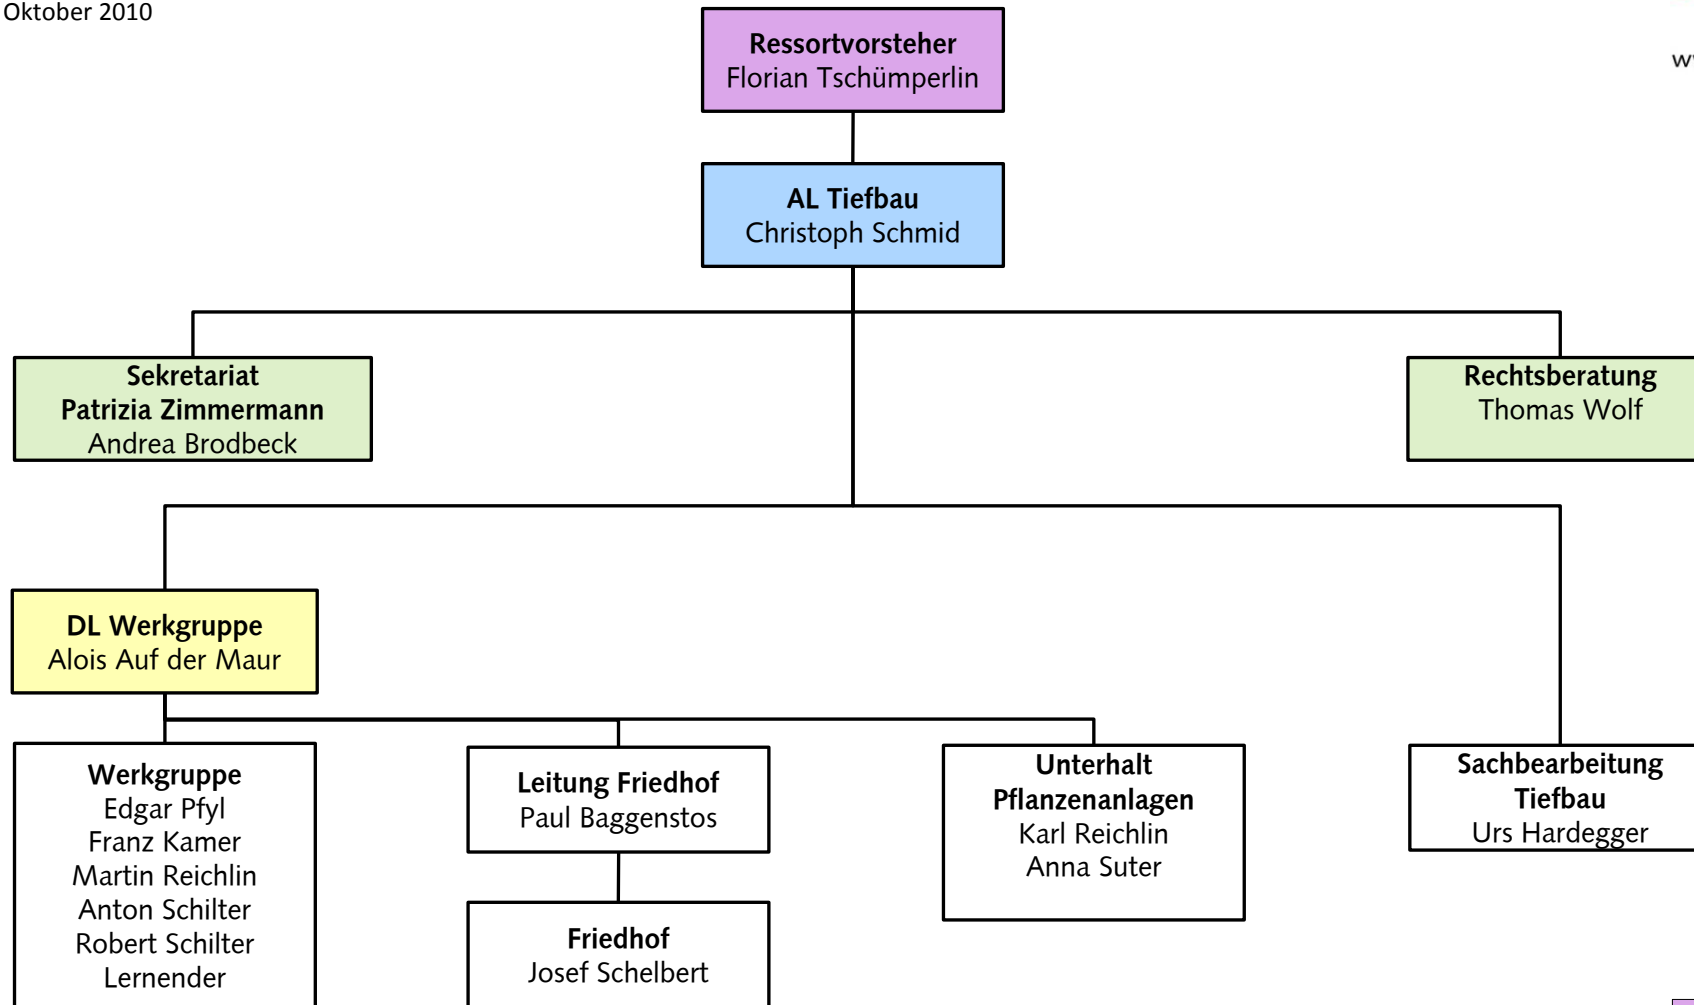 Oktober 2010
Ressortvorsteher
Florian Tschümperlin
AL Tiefbau
Christoph Schmid
Sekretariat
Patrizia Zimmermann
Andrea Brodbeck
Rechtsberatung
Thomas Wolf
DL Werkgruppe
Alois Auf der Maur
Werkgruppe
Edgar Pfyl
Franz Kamer
Martin Reichlin
Anton Schilter
Robert Schilter
Lernender
Leitung Friedhof
Paul Baggenstos
Friedhof
Josef Schelbert
Unterhalt
Pflanzenanlagen
Karl Reichlin
Anna Suter
Sachbearbeitung
Tiefbau
Urs Hardegger